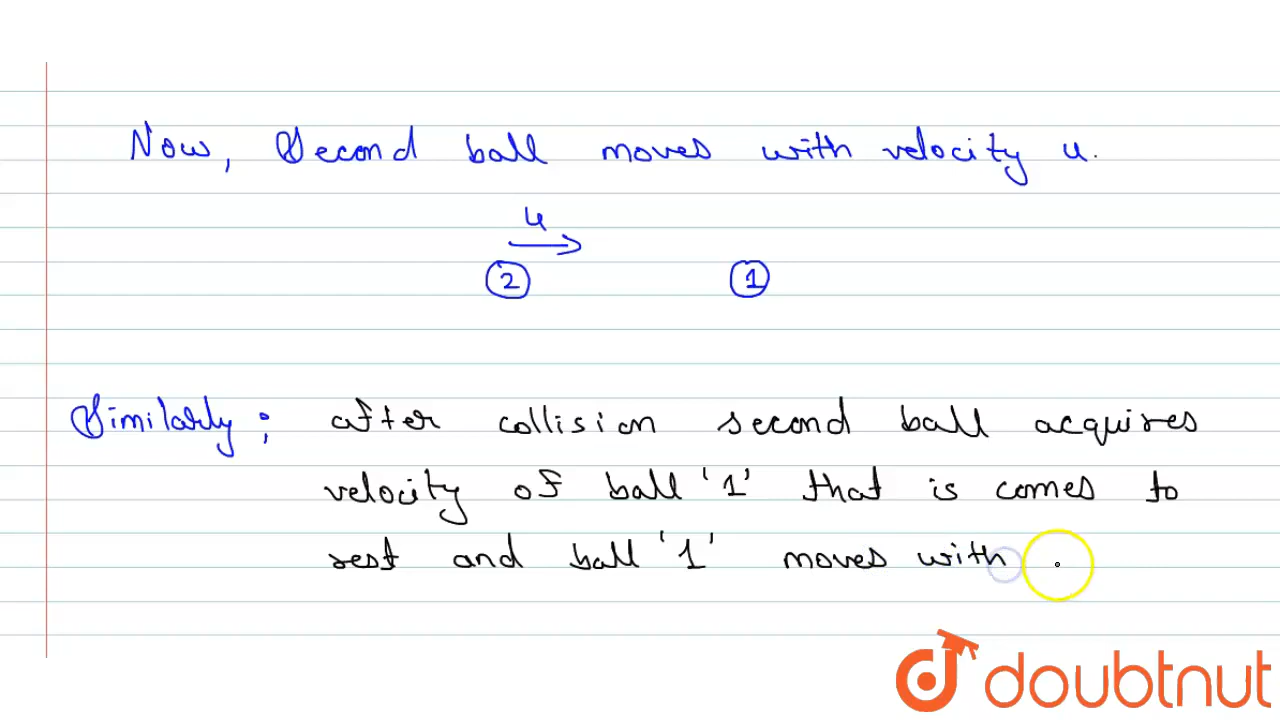 Now, Second ball moves with velocity u.
u
2 1
Similarly; after collision second ball acquires
velocity of ball '1' that is comes to
rest and ball '1' moves with
doubtnut